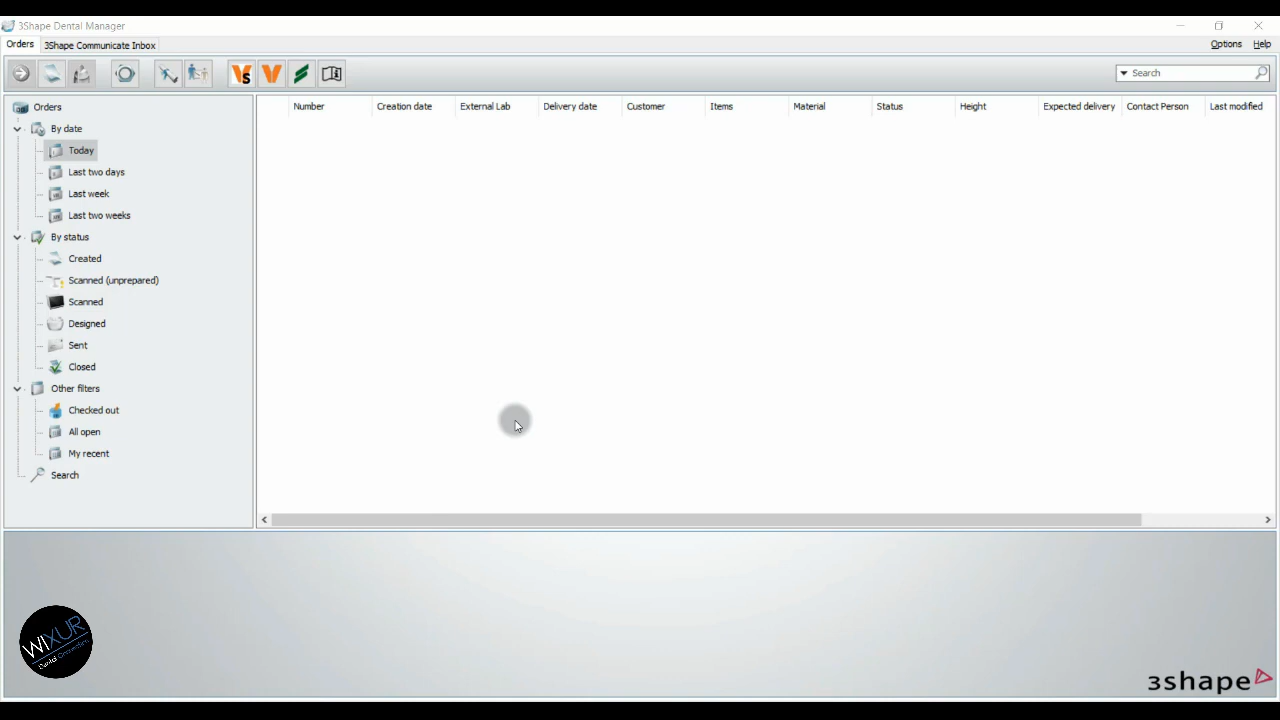 3Shape Dental Manager
Orders 3Shape Communicate Inbox Options Help
Search
Orders
By date
Today
Last two days
Last week
Last two weeks
By status
Created
Scanned (unprepared)
Scanned
Designed
Sent
Closed
Other filters
Checked out
All open
My recent
Search
Number Creation date External Lab Delivery date Customer Items Material Status Height Expected delivery Contact Person Last modified
WIXUR
3shape